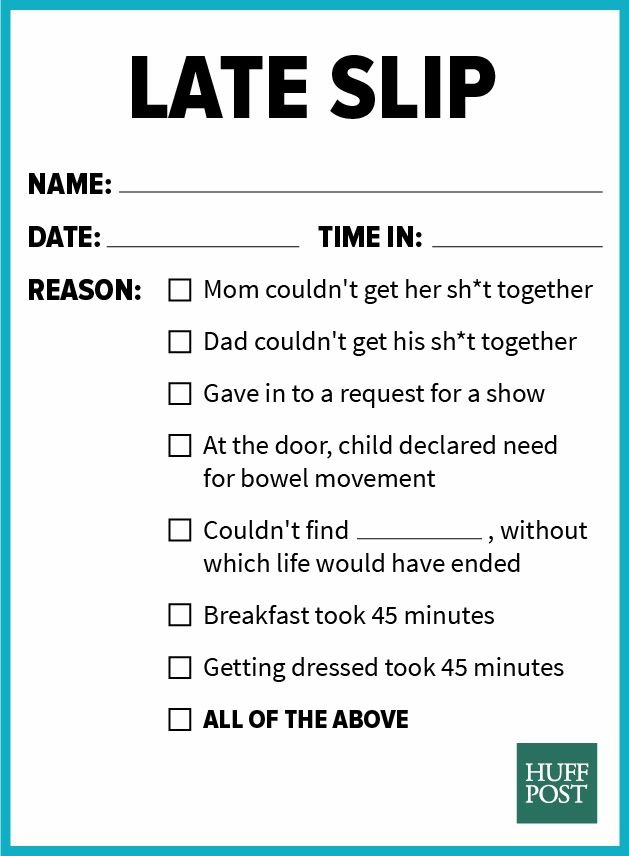 LATE SLIP
NAME:
DATE: TIME IN:
REASON: Mom couldn't get her sh*t together
Dad couldn't get his sh*t together
Gave in to a request for a show
At the door, child declared need
for bowel movement
Couldn't find __________, without
which life would have ended
Breakfast took 45 minutes
Getting dressed took 45 minutes
ALL OF THE ABOVE
HUFF
POST